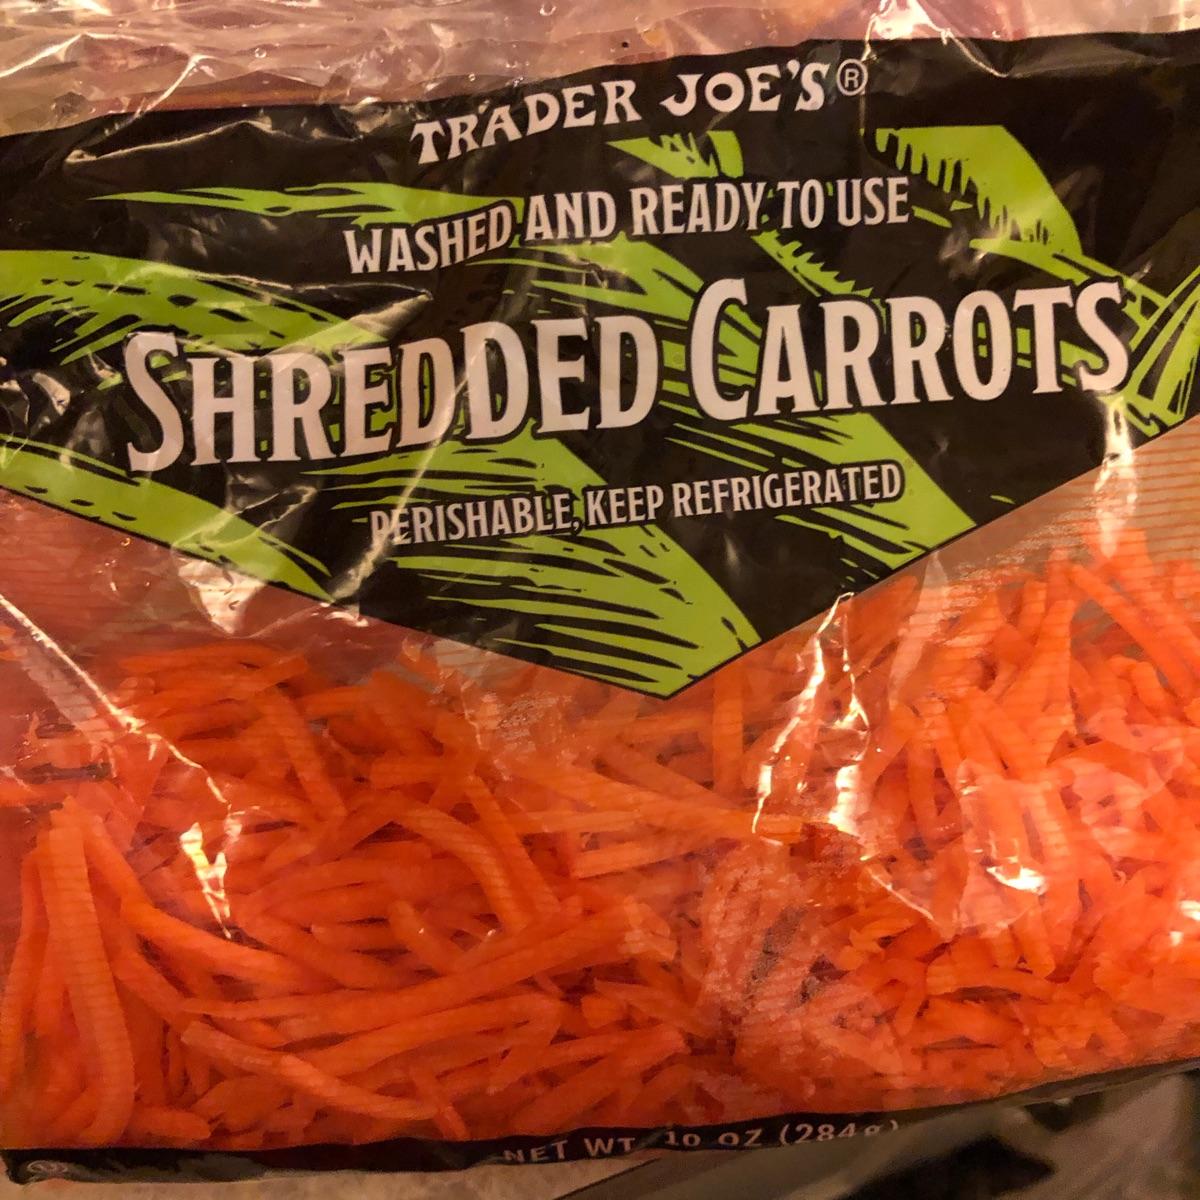 TRADER JOE'S®
WASHED AND READY TO USE
SHREDDED CARROTS
PERISHABLE, KEEP REFRIGERATED
NET WT 10 OZ (284g)